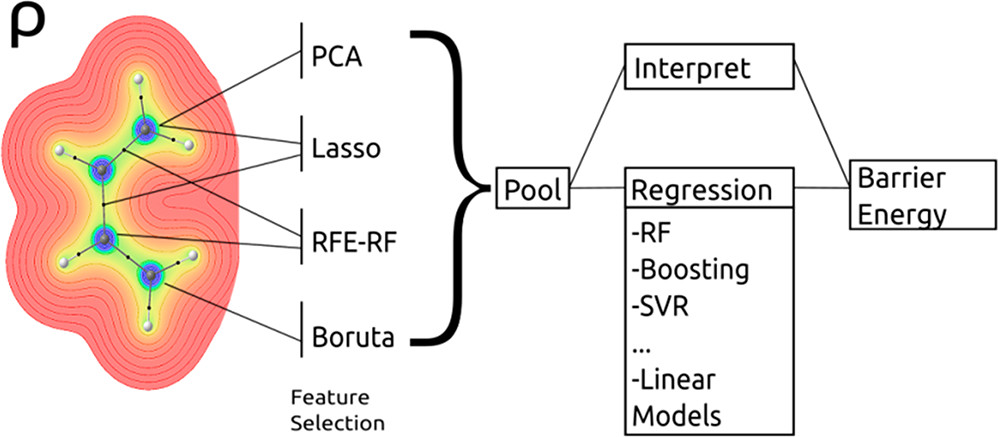 ρ
PCA
Lasso
RFE-RF
Boruta
Feature
Selection
Pool
Interpret
Regression
-RF
-Boosting
-SVR
...
-Linear
Models
Barrier
Energy